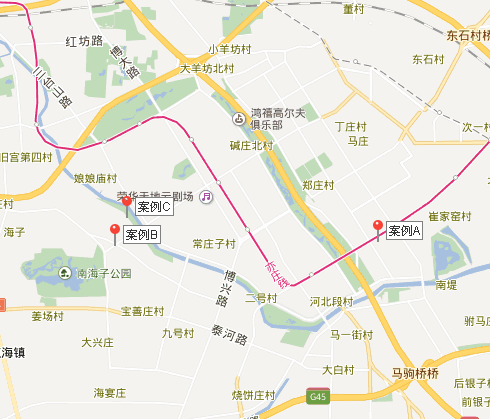 董村
东石村桥
红坊路
小羊坊村
博大路
东石村
大羊坊北村
三台山路
鸿禧高尔夫
俱乐部
丁庄村
次一村
马庄
碱庄北村
旧宫第四村
娘娘庙村
郑庄村
荣华天地云剧场
案例C
崔家窑村
海子
案例B
案例A
常庄子村
亦庄线
南海子公园
博兴路
南堤
二号村
河北段村
姜场村
宝善庄村
驸马庄
九号村
泰河路
马一街村
大兴庄
海镇
大白村
马驹桥桥
后银子村
海宴庄
烧饼庄村
G45
前银子村